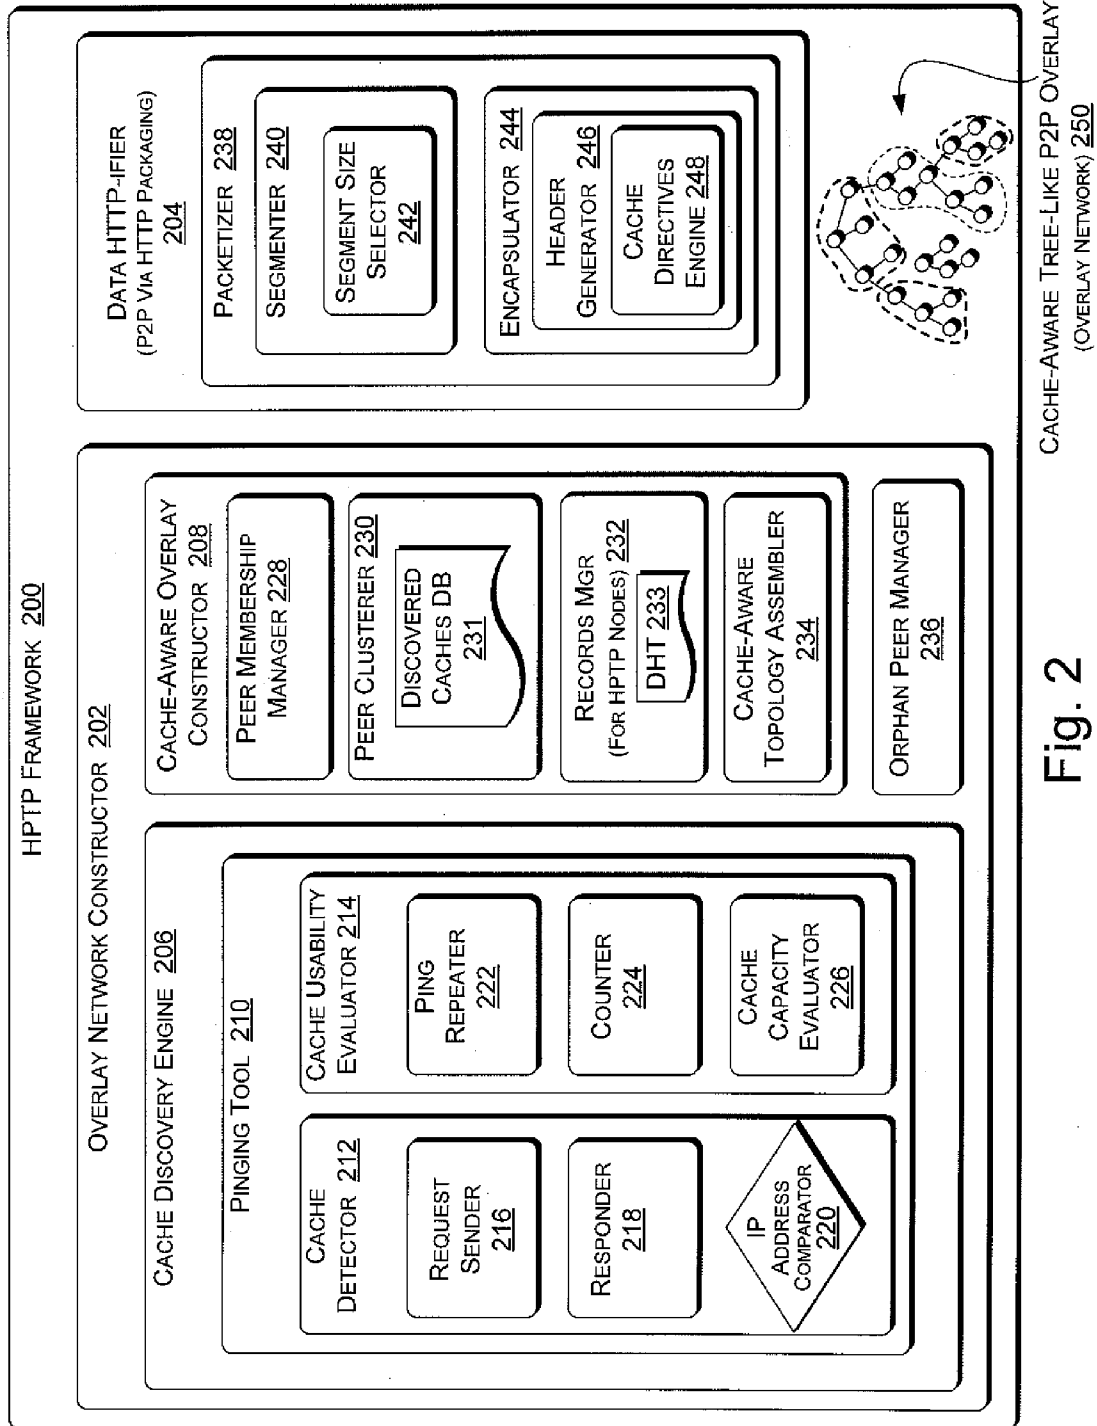 HPTP FRAMEWORK 200
OVERLAY NETWORK CONSTRUCTOR 202
CACHE DISCOVERY ENGINE 206
PINGING TOOL 210
CACHE
DETECTOR 212
REQUEST
SENDER
216
RESPONDER
218
IP
ADDRESS
COMPARATOR
220
CACHE USABILITY
EVALUATOR 214
PING
REPEATER
222
COUNTER
224
CACHE
CAPACITY
EVALUATOR
226
CACHE-AWARE OVERLAY
CONSTRUCTOR 208
PEER MEMBERSHIP
MANAGER 228
PEER CLUSTERER 230
DISCOVERED
CACHES DB
231
RECORDS MGR
(FOR HPTP NODES) 232
DHT 233
CACHE-AWARE
TOPOLOGY ASSEMBLER
234
ORPHAN PEER MANAGER
236
DATA HTTP-IFIER
(P2P VIA HTTP PACKAGING)
204
PACKETIZER 238
SEGMENTER 240
SEGMENT SIZE
SELECTOR
242
ENCAPSULATOR 244
HEADER
GENERATOR 246
CACHE
DIRECTIVES
ENGINE 248
CACHE-AWARE TREE-LIKE P2P OVERLAY
(OVERLAY NETWORK) 250
Fig. 2